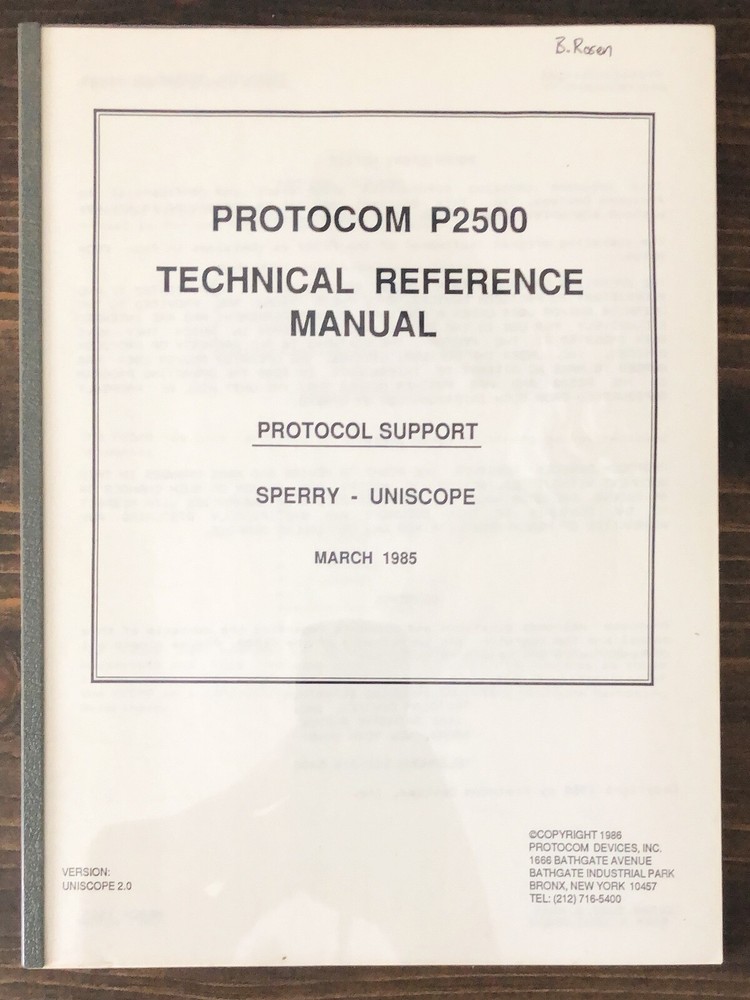 B. Rosen
PROTOCOM P2500
TECHNICAL REFERENCE
MANUAL
PROTOCOL SUPPORT
SPERRY - UNISCOPE
MARCH 1985
VERSION:
UNISCOPE 2.0
©COPYRIGHT 1986
PROTOCOM DEVICES, INC.
1666 BATHGATE AVENUE
BATHGATE INDUSTRIAL PARK
BRONX, NEW YORK 10457
TEL: (212) 716-5400